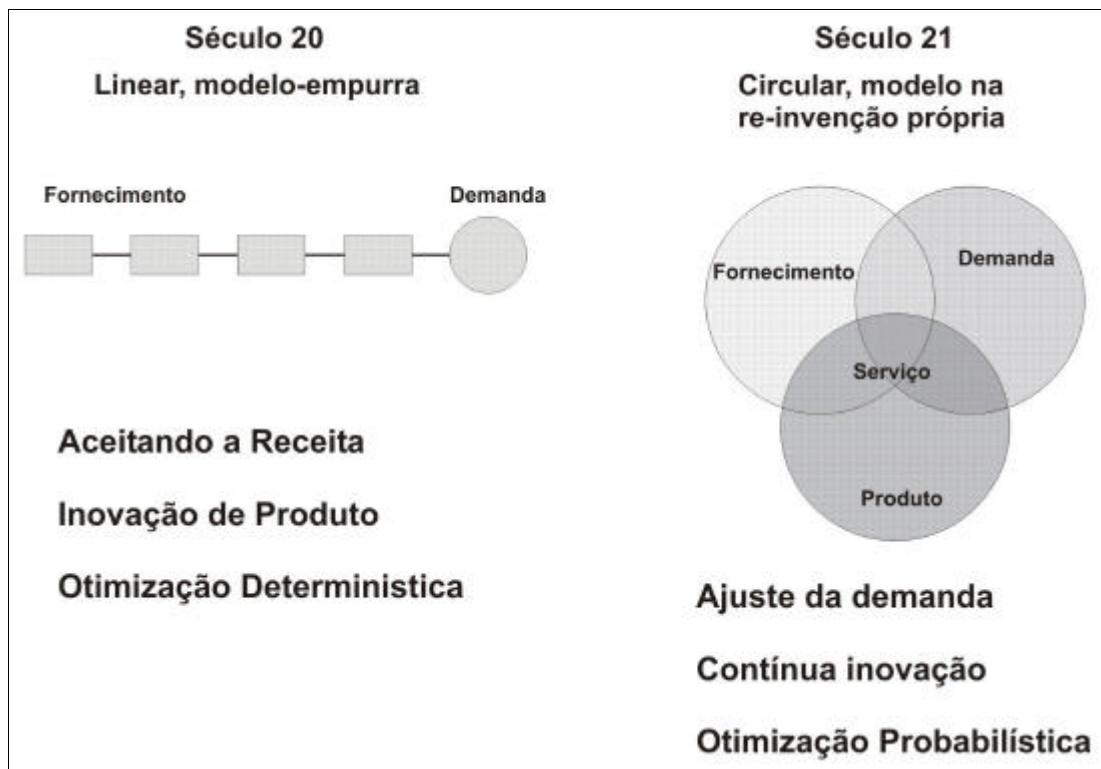 Século 20
Linear, modelo-empurra
Fornecimento
Demanda
Aceitando a Receita
Inovação de Produto
Otimização Deterministica
Século 21
Circular, modelo na
re-invenção própria
Fornecimento
Demanda
Serviço
Produto
Ajuste da demanda
Contínua inovação
Otimização Probabilística